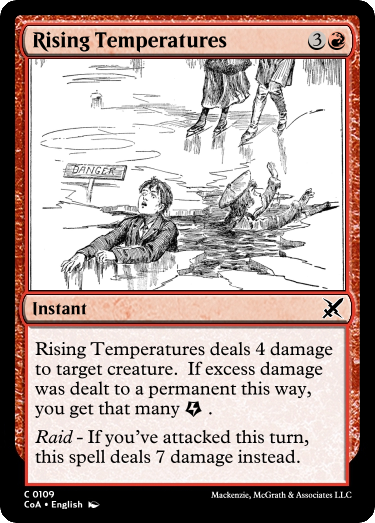 Rising Temperatures 3
DANGER
Instant
Rising Temperatures deals 4 damage
to target creature. If excess damage
was dealt to a permanent this way,
you get that many .
Raid - If you've attacked this turn,
this spell deals 7 damage instead.
C 0109
CoA • English
Mackenzie, McGrath & Associates LLC